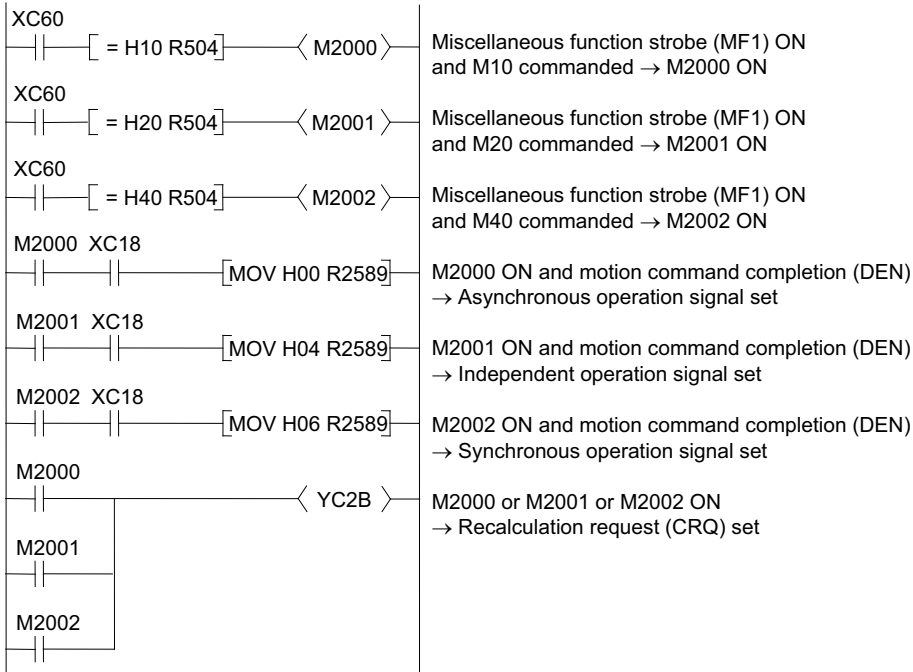 XC60
= H10 R504 M2000
Miscellaneous function strobe (MF1) ON
and M10 commanded → M2000 ON
XC60
= H20 R504 M2001
Miscellaneous function strobe (MF1) ON
and M20 commanded → M2001 ON
XC60
= H40 R504 M2002
Miscellaneous function strobe (MF1) ON
and M40 commanded → M2002 ON
M2000 XC18
MOV H00 R2589
M2000 ON and motion command completion (DEN)
→ Asynchronous operation signal set
M2001 XC18
MOV H04 R2589
M2001 ON and motion command completion (DEN)
→ Independent operation signal set
M2002 XC18
MOV H06 R2589
M2002 ON and motion command completion (DEN)
→ Synchronous operation signal set
M2000
YC2B
M2000 or M2001 or M2002 ON
→ Recalculation request (CRQ) set
M2001
M2002